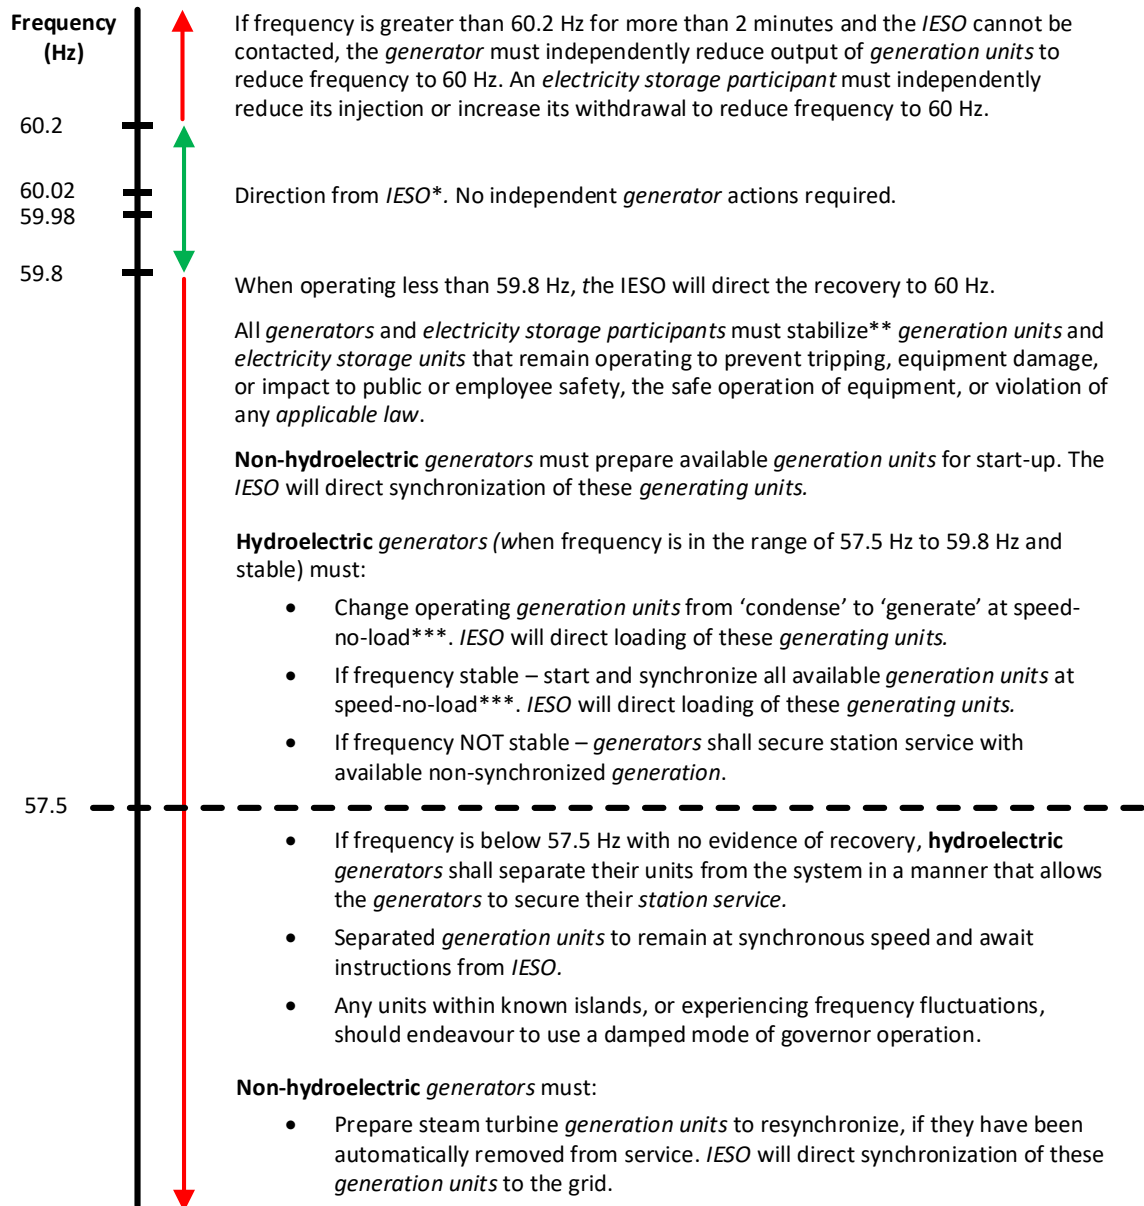 Frequency
(Hz)
If frequency is greater than 60.2 Hz for more than 2 minutes and the IESO cannot be
contacted, the generator must independently reduce output of generation units to
reduce frequency to 60 Hz. An electricity storage participant must independently
reduce its injection or increase its withdrawal to reduce frequency to 60 Hz.
60.2
60.02
Direction from IESO*. No independent generator actions required.
59.98
59.8
When operating less than 59.8 Hz, the IESO will direct the recovery to 60 Hz.
All generators and electricity storage participants must stabilize** generation units and
electricity storage units that remain operating to prevent tripping, equipment damage,
or impact to public or employee safety, the safe operation of equipment, or violation of
any applicable law.
Non-hydroelectric generators must prepare available generation units for start-up. The
IESO will direct synchronization of these generating units.
Hydroelectric generators (when frequency is in the range of 57.5 Hz to 59.8 Hz and
stable) must:
• Change operating generation units from ‘condense’ to ‘generate’ at speed-
no-load***. IESO will direct loading of these generating units.
• If frequency stable – start and synchronize all available generation units at
speed-no-load***. IESO will direct loading of these generating units.
• If frequency NOT stable – generators shall secure station service with
available non-synchronized generation.
57.5
• If frequency is below 57.5 Hz with no evidence of recovery, hydroelectric
generators shall separate their units from the system in a manner that allows
the generators to secure their station service.
• Separated generation units to remain at synchronous speed and await
instructions from IESO.
• Any units within known islands, or experiencing frequency fluctuations,
should endeavour to use a damped mode of governor operation.
Non-hydroelectric generators must:
• Prepare steam turbine generation units to resynchronize, if they have been
automatically removed from service. IESO will direct synchronization of these
generation units to the grid.